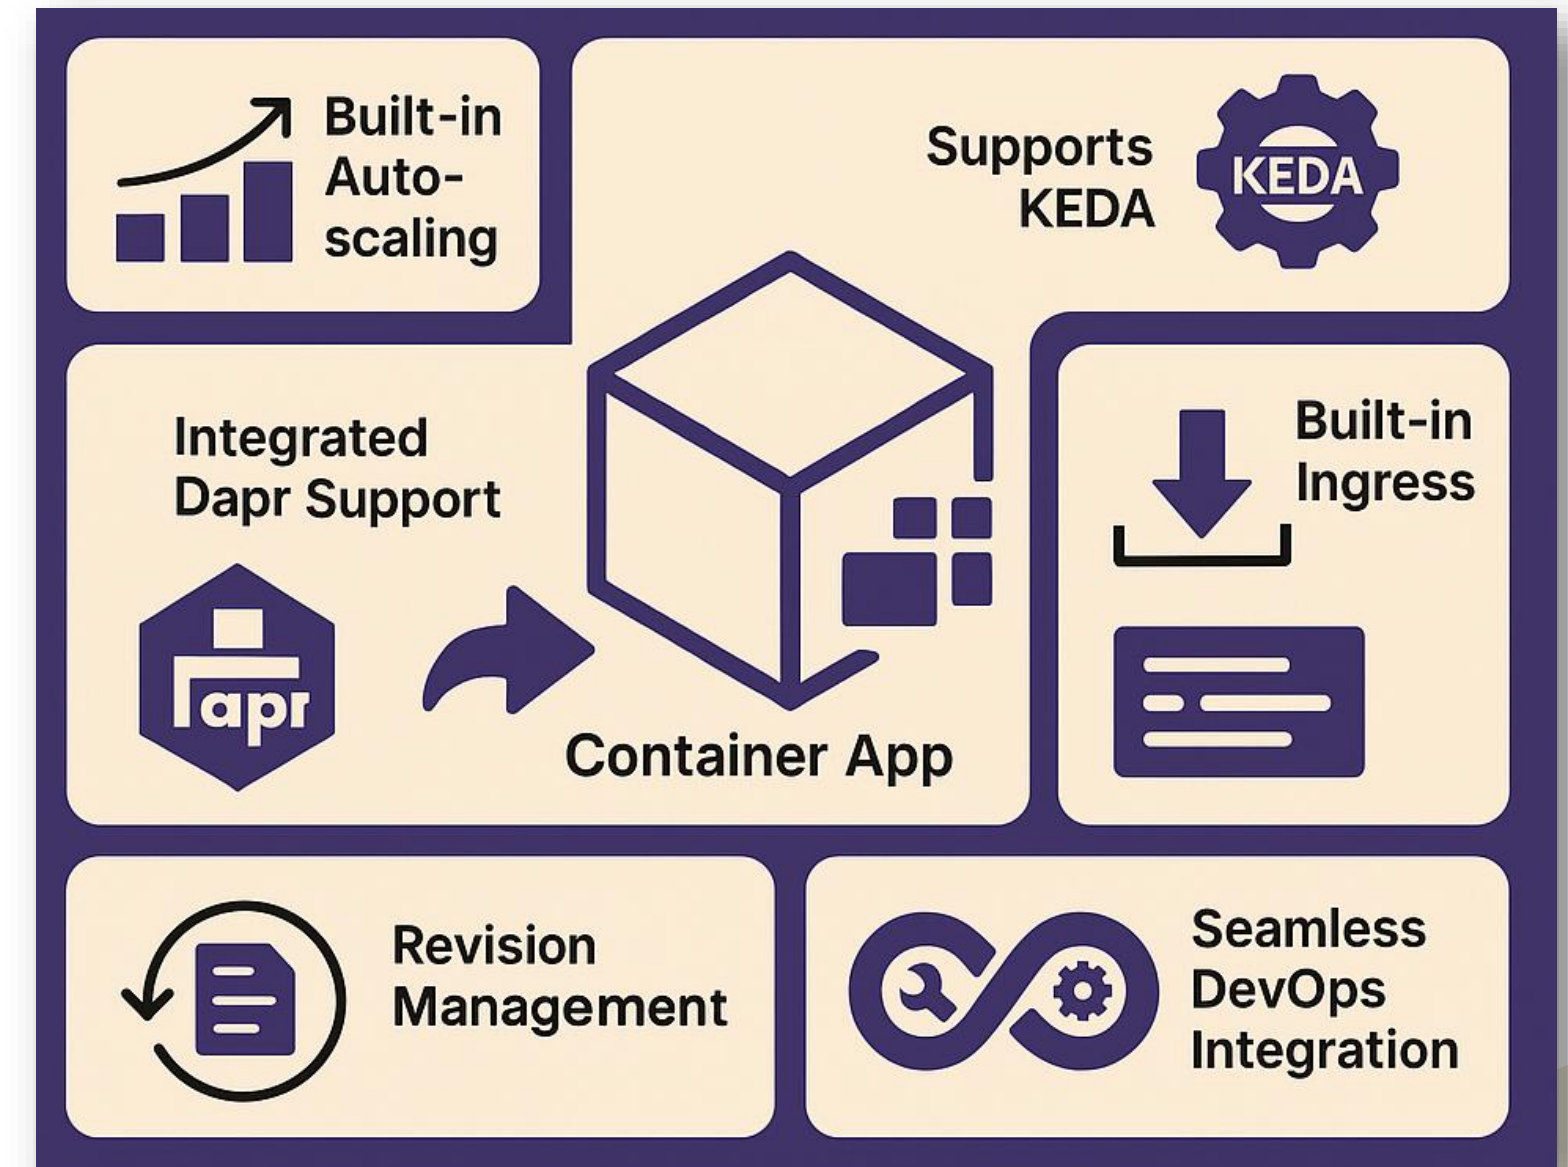 Built-in
Auto-
scaling
Supports
KEDA
KEDA
Integrated
Dapr Support
apr
Container App
Built-in
Ingress
Revision
Management
Seamless
DevOps
Integration